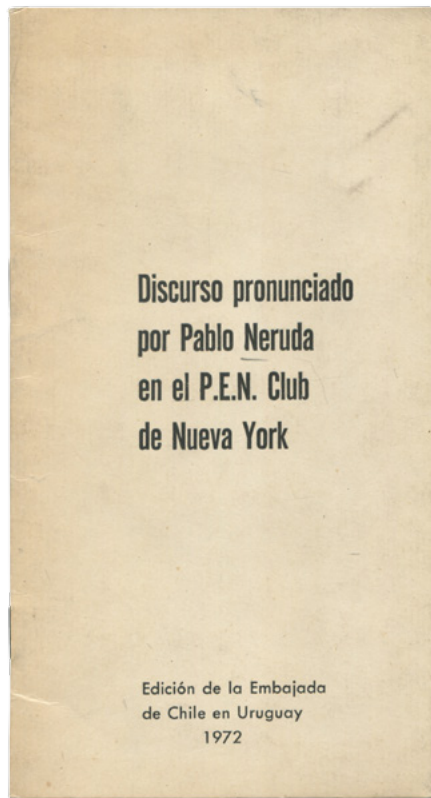 Discurso pronunciado
por Pablo Neruda
en el P.E.N. Club
de Nueva York
Edición de la Embajada
de Chile en Uruguay
1972